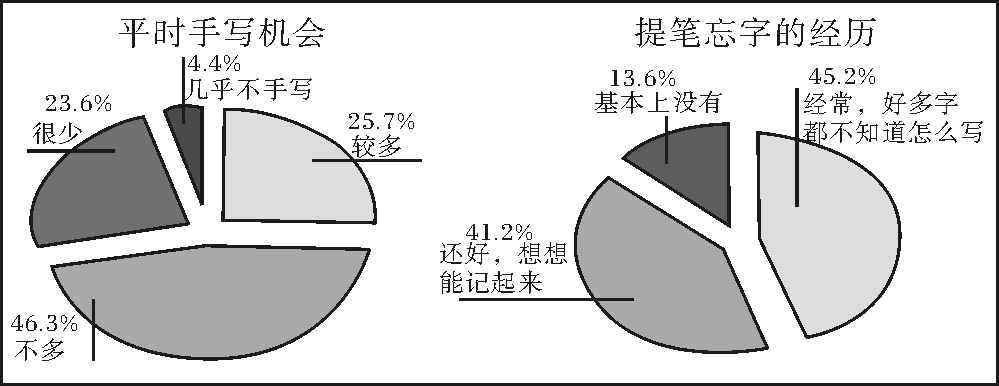 平时手写机会
4.4%
几乎不手写
23.6%
很少
25.7%
较多
46.3%
不多
提笔忘字的经历
13.6%
基本上没有
45.2%
经常，好多字
都不知道怎么写
41.2%
还好，想想
能记起来